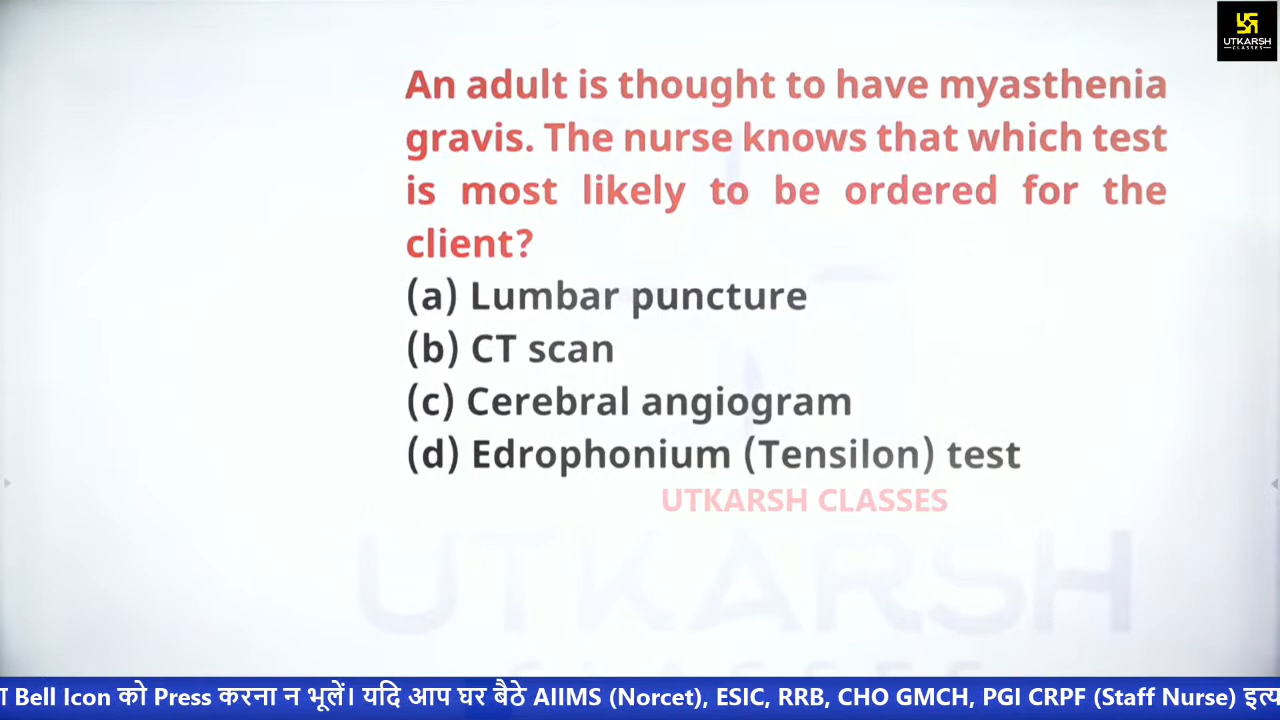 UTKARSH
CLASSES
An adult is thought to have myasthenia
gravis. The nurse knows that which test
is most likely to be ordered for the
client?
(a) Lumbar puncture
(b) CT scan
(c) Cerebral angiogram
(d) Edrophonium (Tensilon) test
UTKARSH CLASSES
UTKARSH
CLASSES
Bell Icon को Press करना न भूलें। यदि आप घर बैठे AIIMS (Norcet), ESIC, RRB, CHO GMCH, PGI CRPF (Staff Nurse)